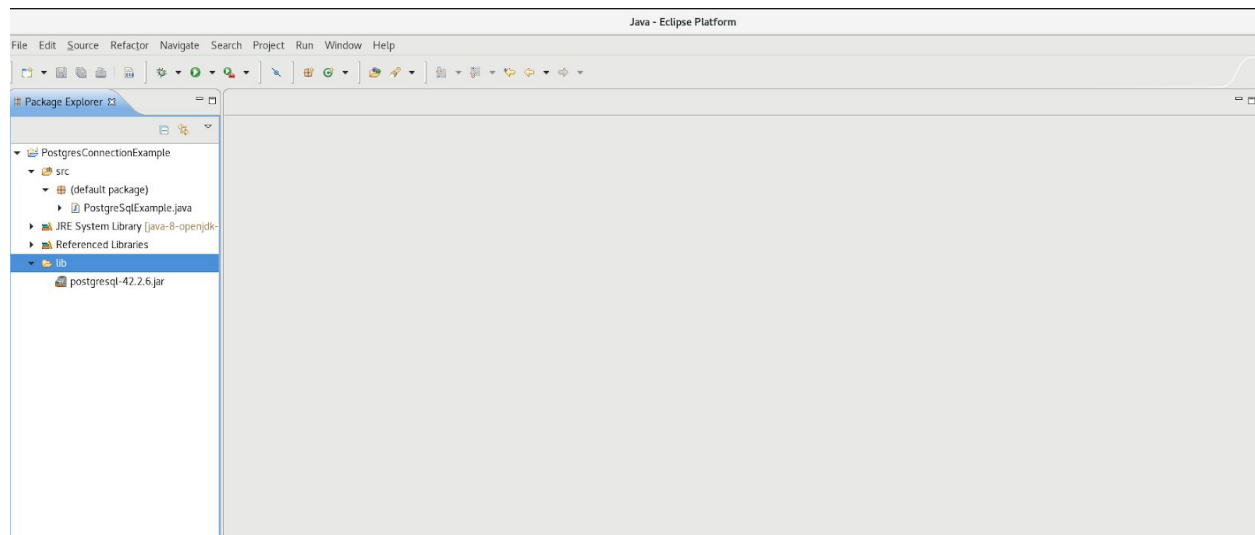 Java - Eclipse Platform
File Edit Source Refactor Navigate Search Project Run Window Help
Package Explorer
PostgresConnectionExample
src
(default package)
PostgreSqlExample.java
JRE System Library [java-8-openjdk-
Referenced Libraries
lib
postgresql-42.2.6.jar